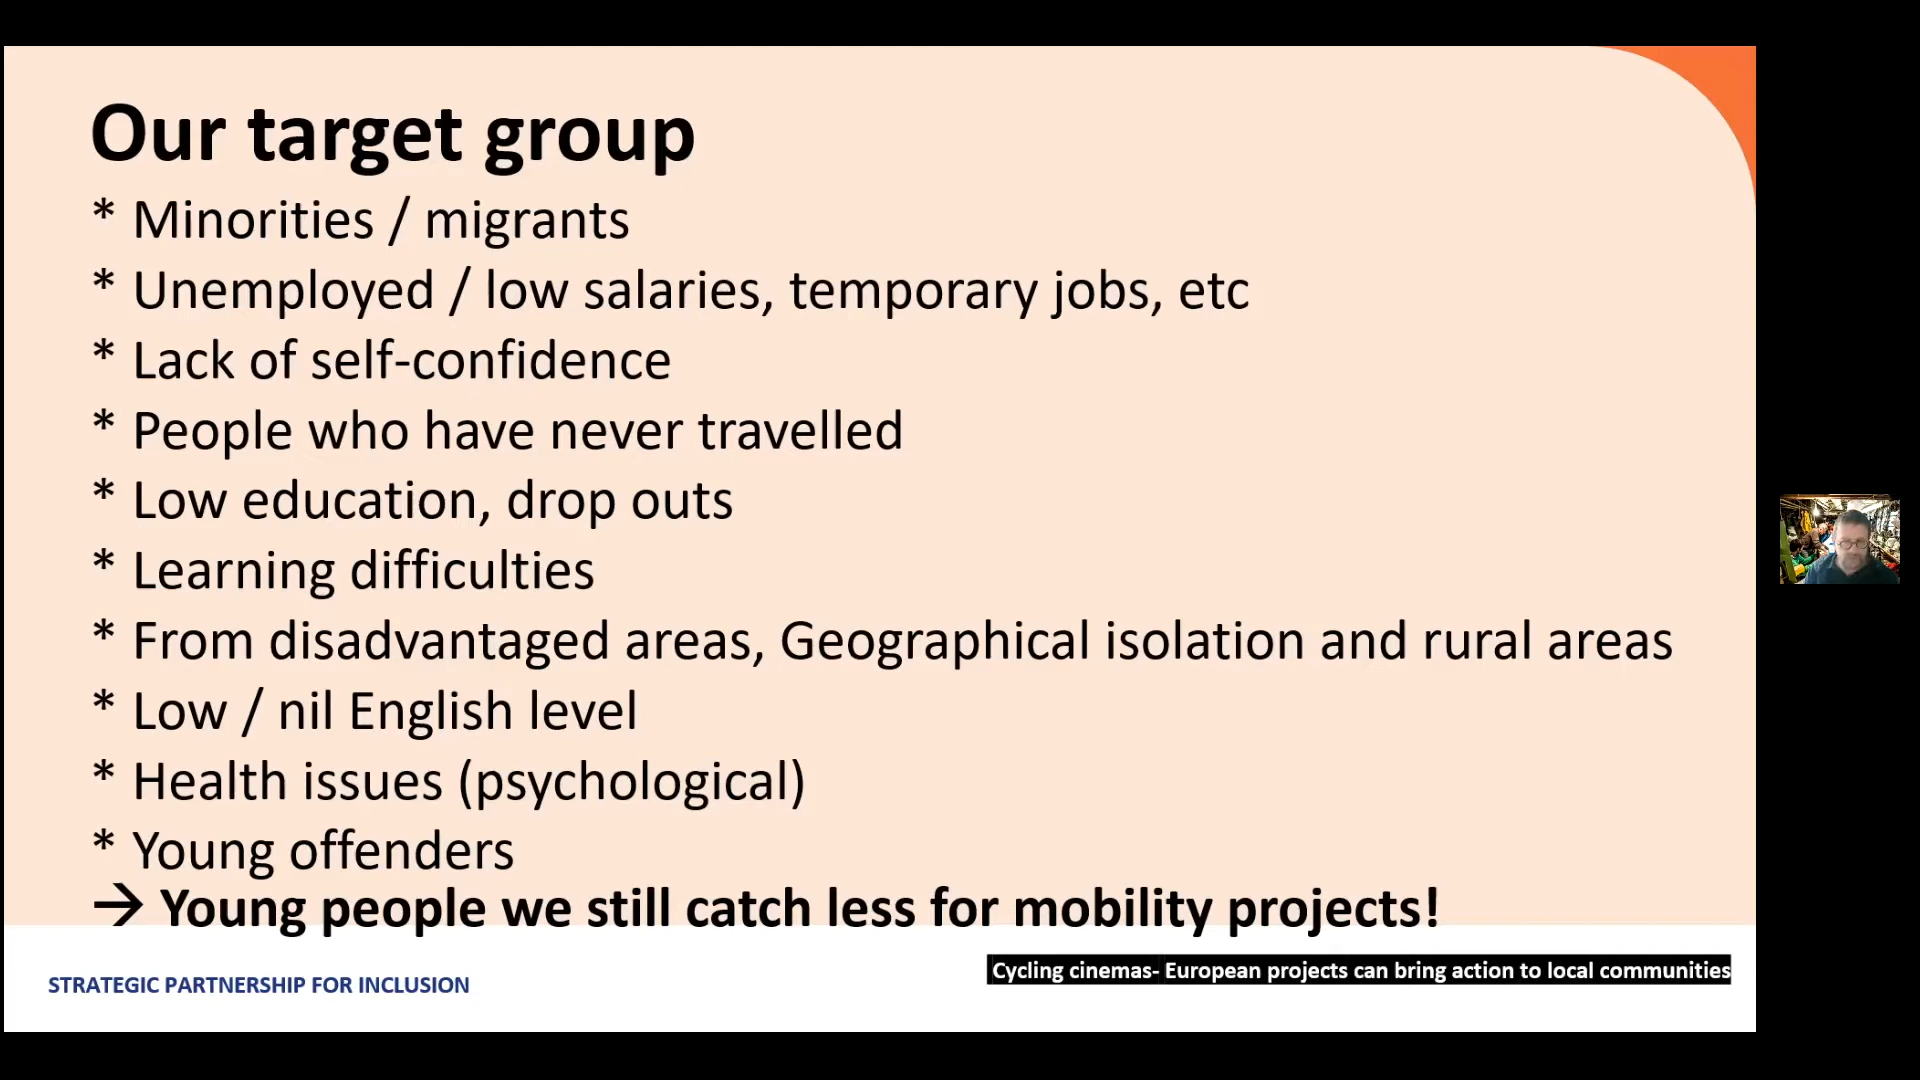 Our target group
* Minorities / migrants
* Unemployed / low salaries, temporary jobs, etc
* Lack of self-confidence
* People who have never travelled
* Low education, drop outs
* Learning difficulties
* From disadvantaged areas, Geographical isolation and rural areas
* Low / nil English level
* Health issues (psychological)
* Young offenders
→ Young people we still catch less for mobility projects!
Cycling cinemas- European projects can bring action to local communities
STRATEGIC PARTNERSHIP FOR INCLUSION